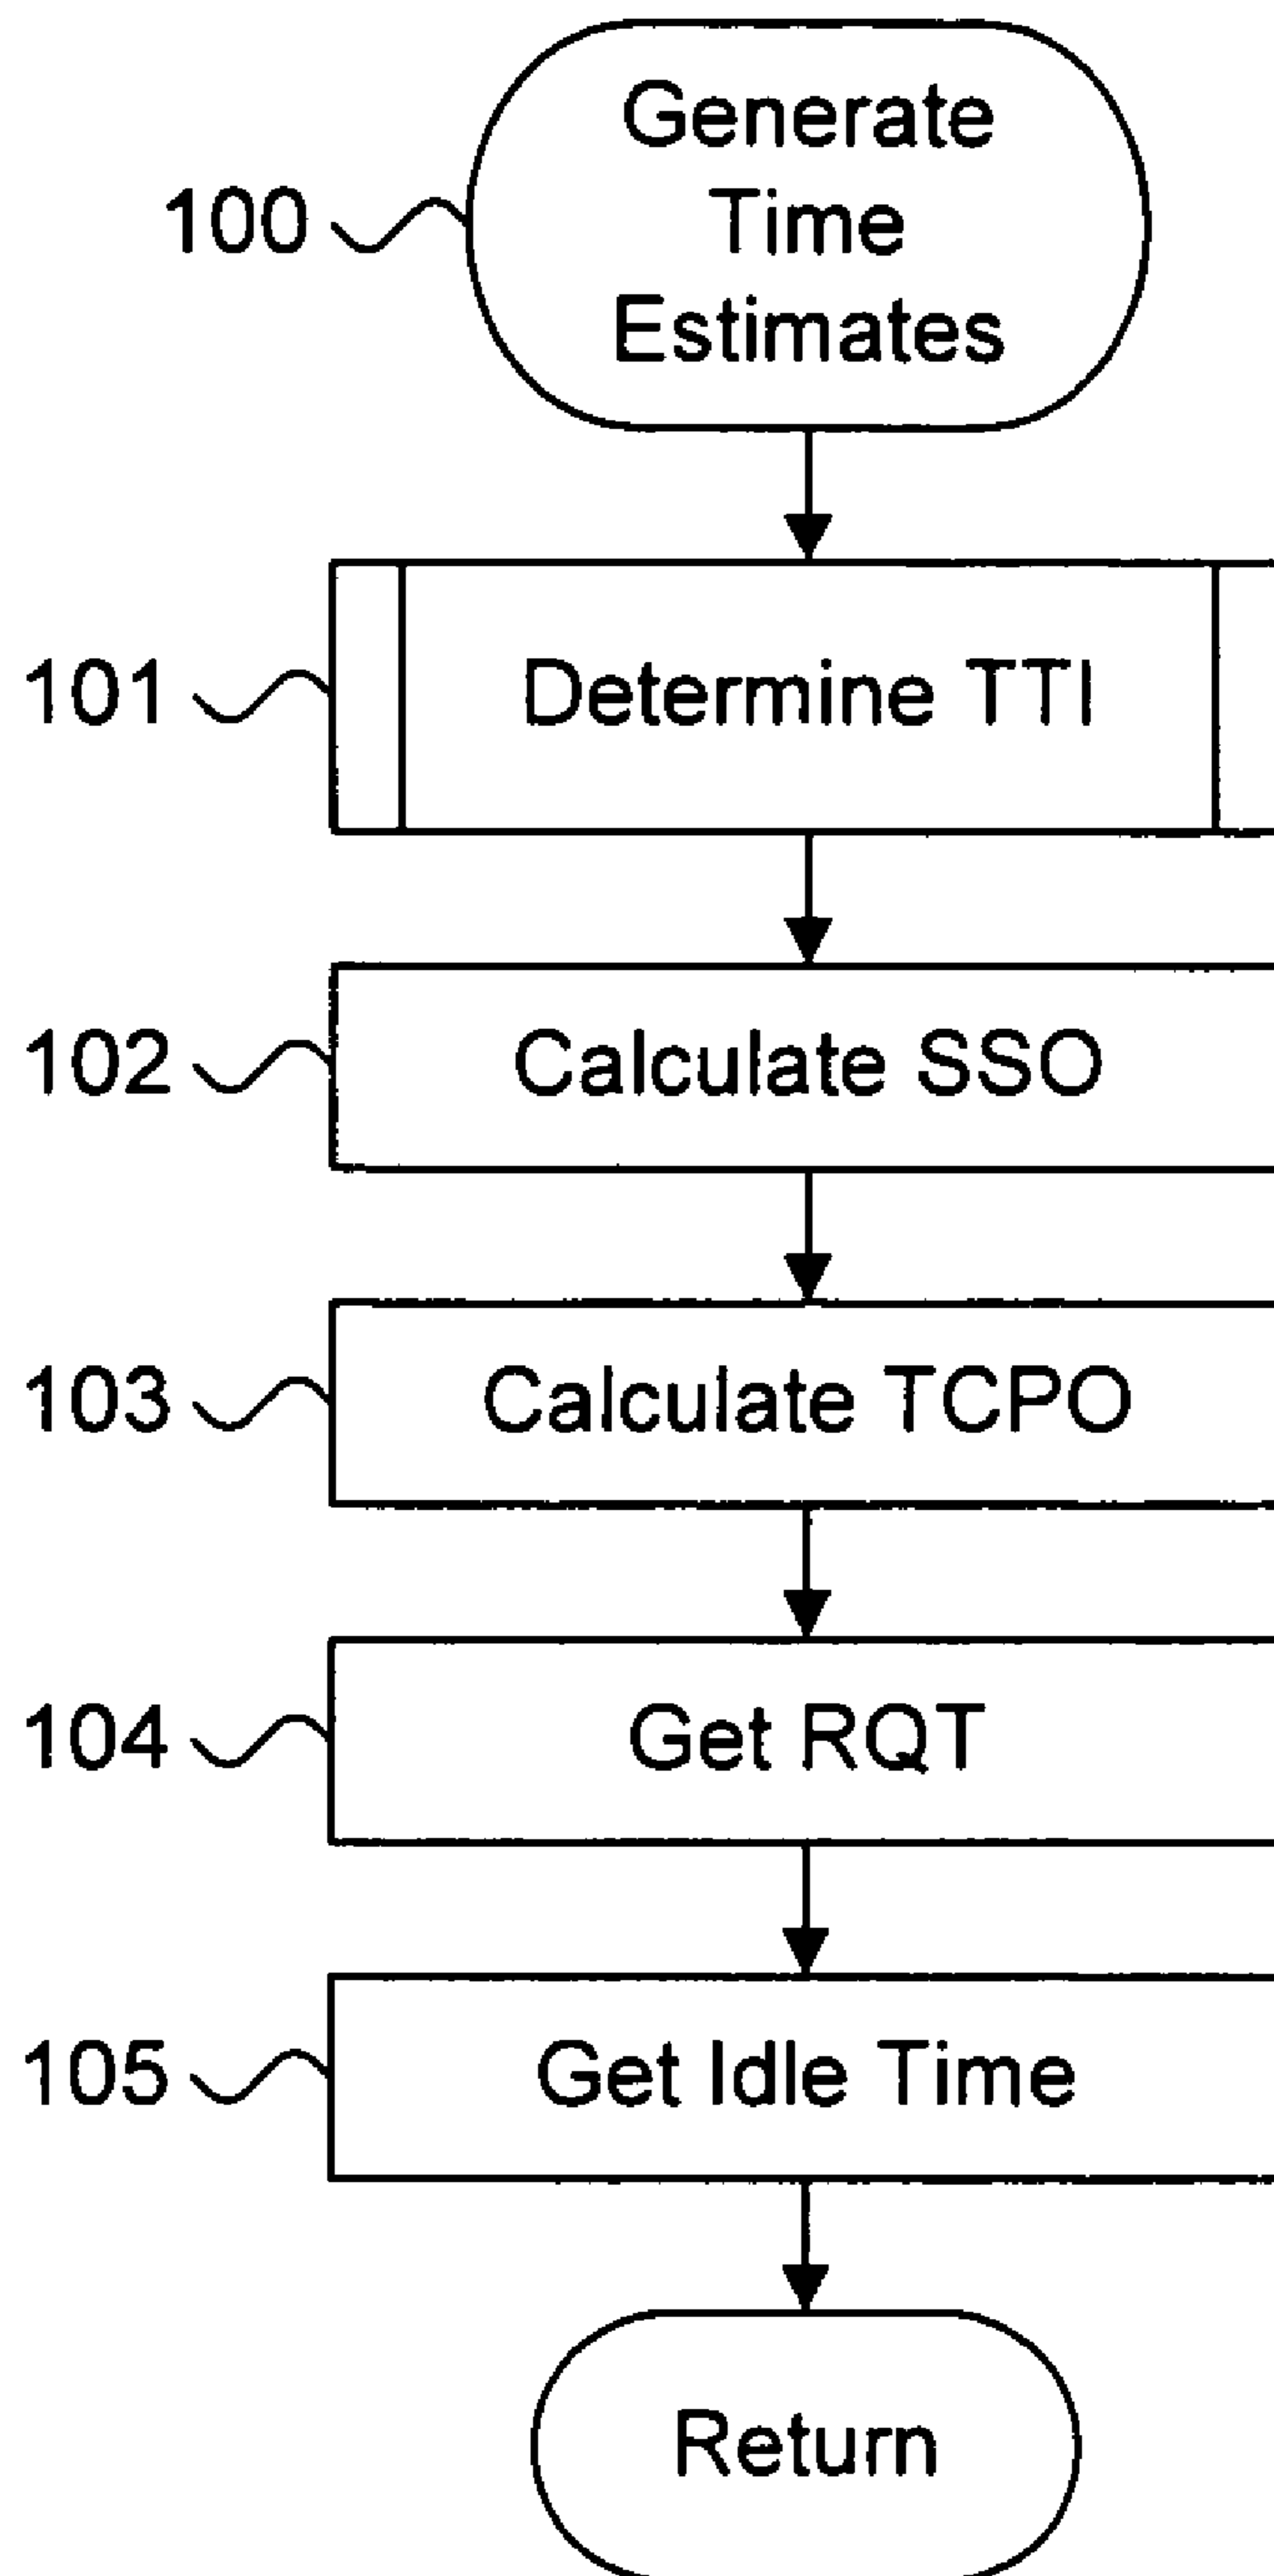 Generate
Time
Estimates
100
101 Determine TTI
102 Calculate SSO
103 Calculate TCPO
104 Get RQT
105 Get Idle Time
Return